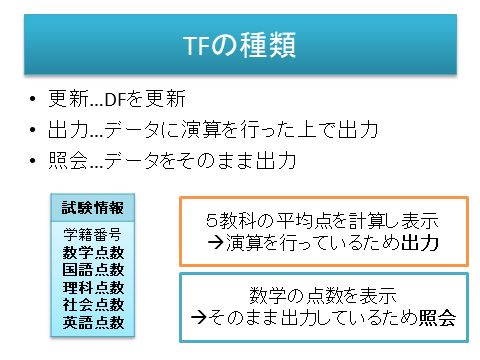 TFの種類
• 更新…DFを更新
• 出力…データに演算を行った上で出力
• 照会…データをそのまま出力
試験情報
学籍番号
数学点数
国語点数
理科点数
社会点数
英語点数
５教科の平均点を計算し表示
→演算を行っているため出力
数学の点数を表示
→そのまま出力しているため照会